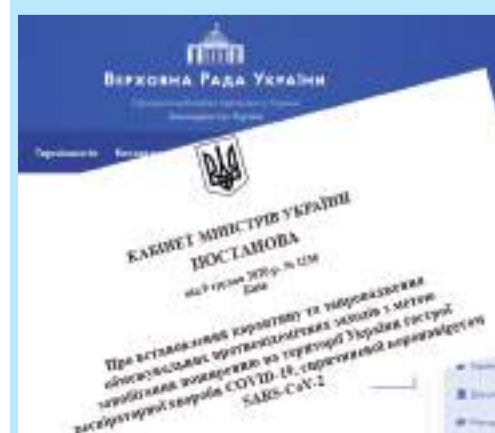 ВЕРХОВНА РАДА УКРАЇНИ
Законодавство України
КАБІНЕТ МІНІСТРІВ УКРАЇНИ
ПОСТАНОВА
від 9 грудня 2020 р. № 1236
Київ
Про встановлення карантину та запровадження
обмежувальних протиепідемічних заходів з метою
запобігання поширенню на території України гострої
респіраторної хвороби COVID-19, спричиненої коронавірусом
SARS-CoV-2